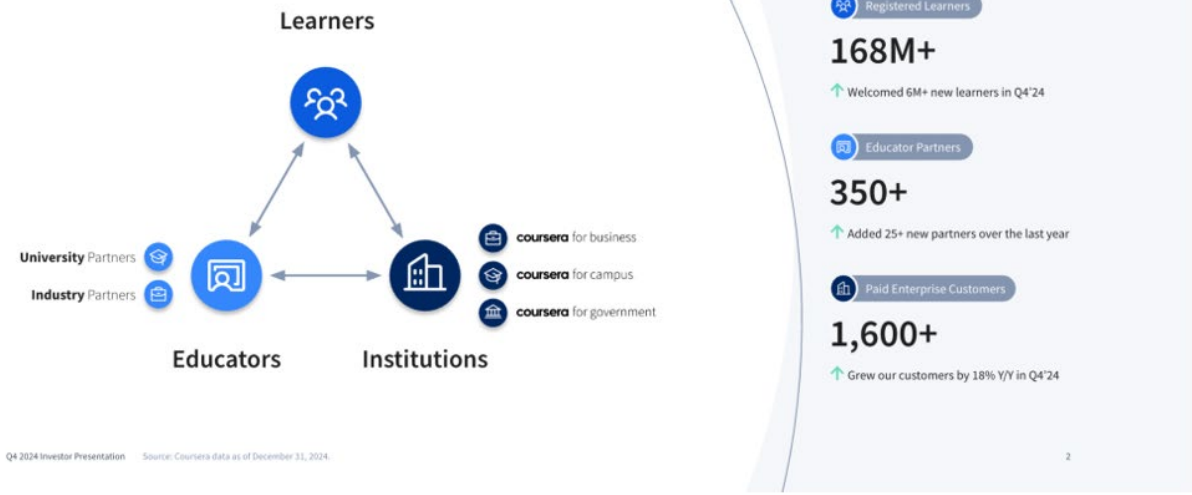 Learners
University Partners
Industry Partners
coursera for business
coursera for campus
coursera for government
Educators
Institutions
Registered Learners
168M+
Welcomed 6M+ new learners in Q4'24
Educator Partners
350+
Added 25+ new partners over the last year
Paid Enterprise Customers
1,600+
Grew our customers by 18% Y/Y in Q4'24
Q4 2024 Investor Presentation
Source: Coursera data as of December 31, 2024.
2